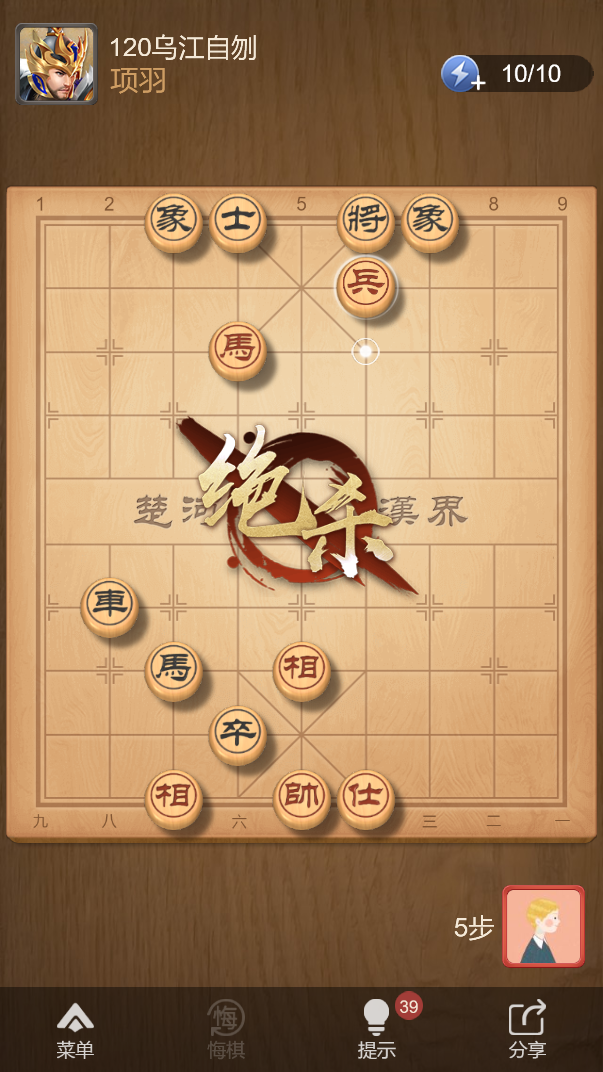 120乌江自刎
项羽
10/10
1 2 5 8 9
象 士 將 象
兵
馬
绝杀
楚河 漢界
車
馬 相
卒
相 帥 仕
九 八 六 三 二 一
5步
悔 39
菜单 悔棋 提示 分享